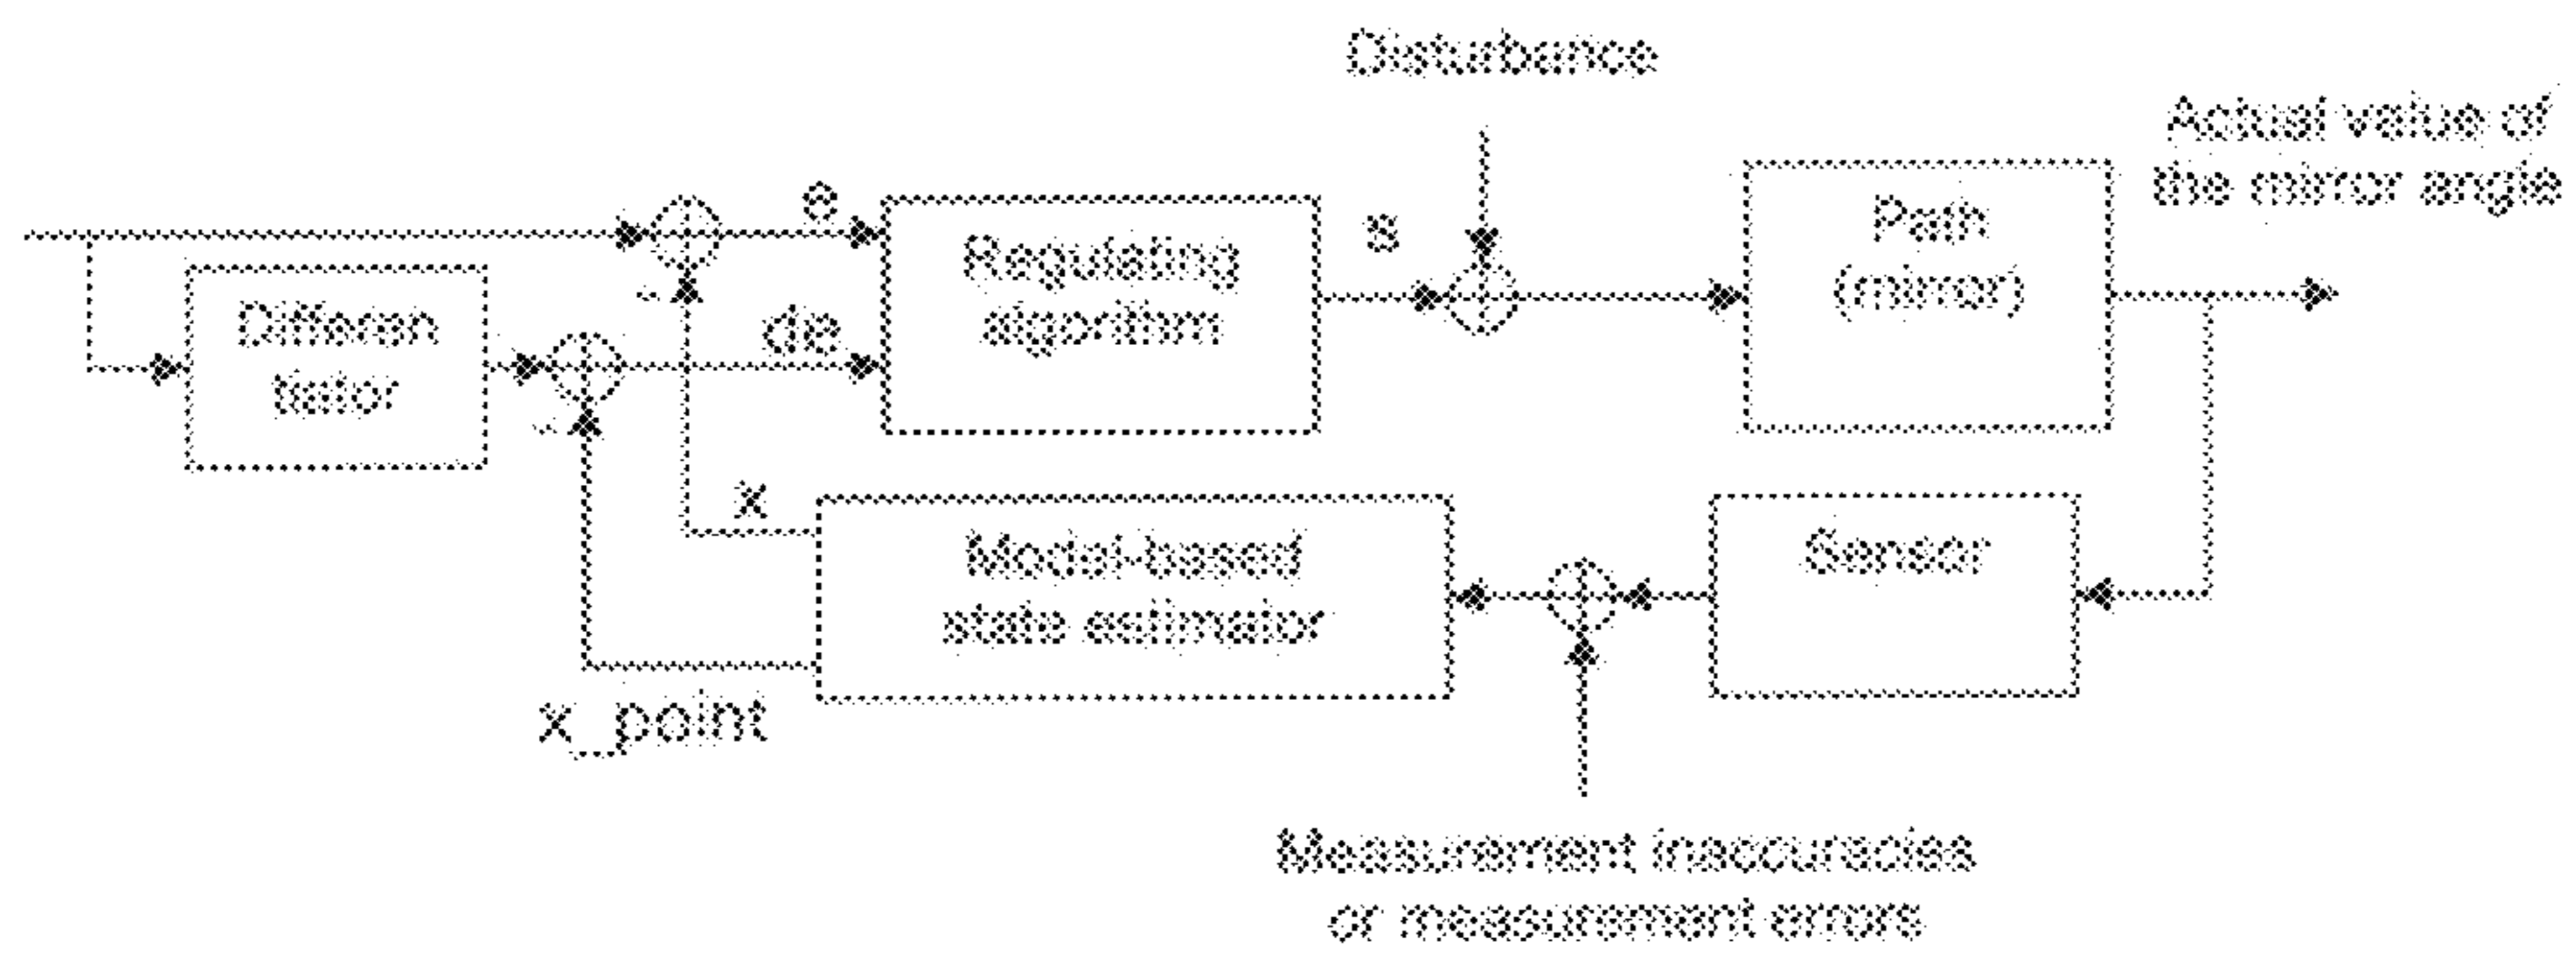 Disturbance
Actual value of
the mirror angle
e
s
Path
(mirror)
Regulating
algorithm
Differen
tiator
-
de
-
x
Model-based
state estimator
Sensor
x_point
Measurement inaccuracies
or measurement errors